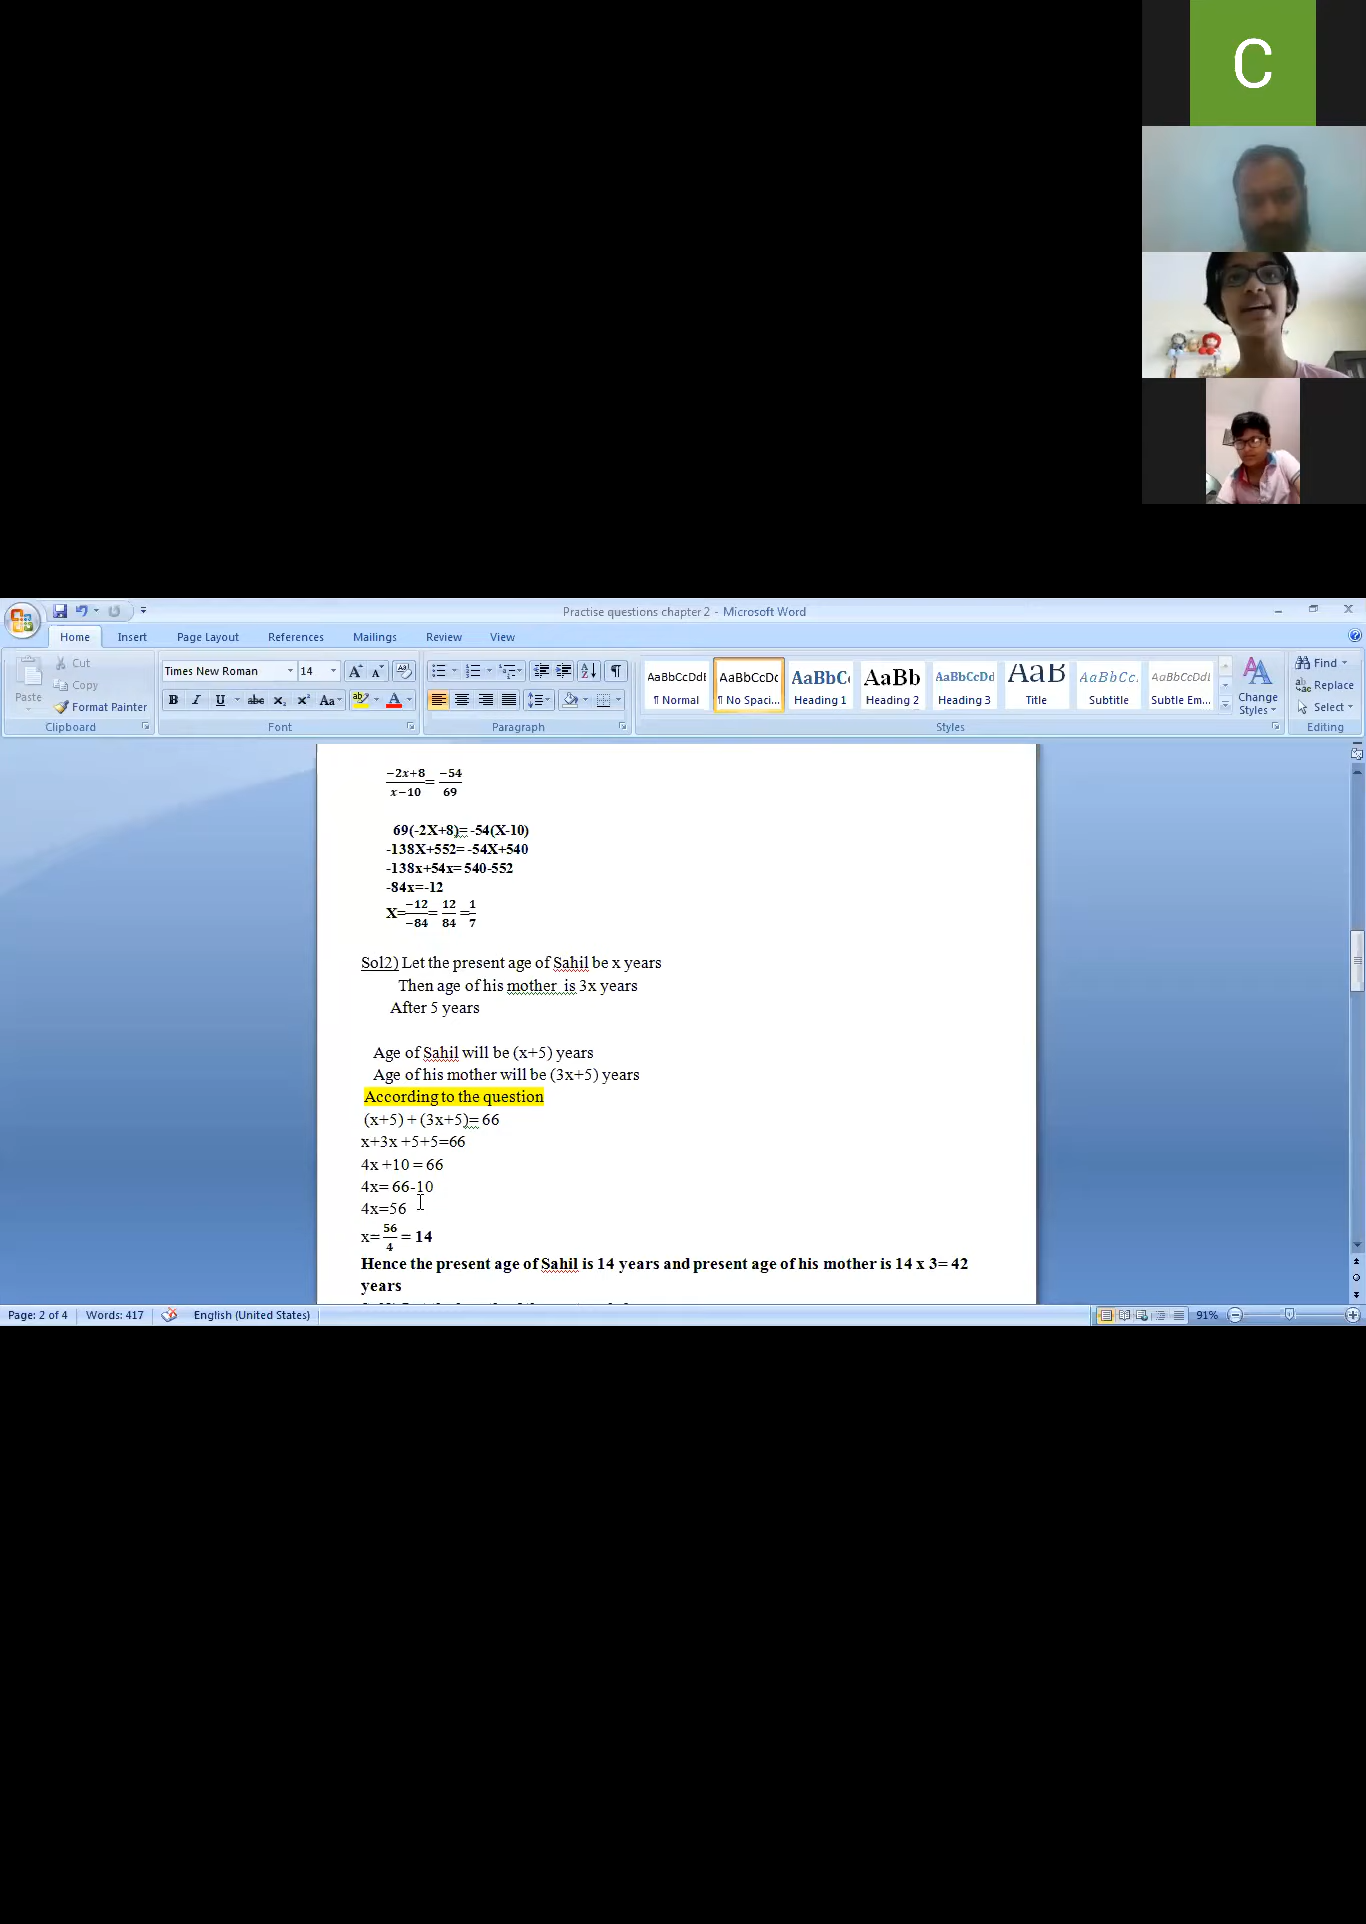 C
Practise questions chapter 2 - Microsoft Word
Home Insert Page Layout References Mailings Review View
Paste
Cut
Copy
Format Painter
Clipboard
Times New Roman 14
B I U abc x₂ x² Aa ab A
Font
Paragraph
AaBbCcDdE AaBbCcDc AaBbC AaBb AaBbCcDd AaB AaBbCc. AaBbCcDdI
¶ Normal ¶ No Spaci... Heading 1 Heading 2 Heading 3 Title Subtitle Subtle Em...
Change
Styles
Styles
Find
Replace
Select
Editing
−2x+8/x−10 = −54/69
69(-2X+8)= -54(X-10)
-138X+552= -54X+540
-138x+54x= 540-552
-84x=-12
X=−12/−84= 12/84 =1/7
Sol2) Let the present age of Sahil be x years
Then age of his mother is 3x years
After 5 years
Age of Sahil will be (x+5) years
Age of his mother will be (3x+5) years
According to the question
(x+5) + (3x+5)= 66
x+3x +5+5=66
4x +10 = 66
4x= 66-10
4x=56
x=56/4 = 14
Hence the present age of Sahil is 14 years and present age of his mother is 14 x 3= 42
years
Page: 2 of 4 Words: 417 English (United States) 91%